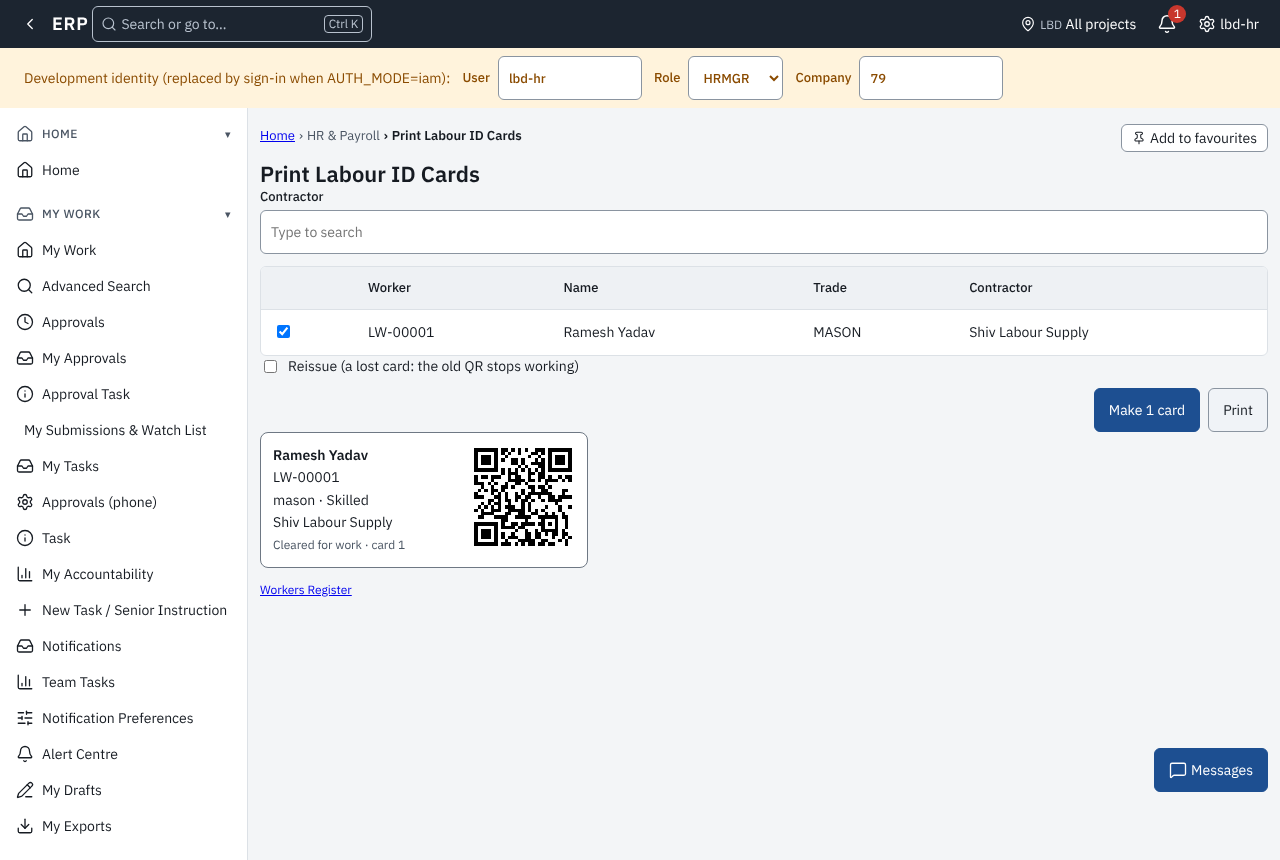 ERP
Search or go to...
Ctrl K
LBD All projects
1
lbd-hr
Development identity (replaced by sign-in when AUTH_MODE=iam):
User
lbd-hr
Role
HRMGR
Company
79
HOME
Home
MY WORK
My Work
Advanced Search
Approvals
My Approvals
Approval Task
My Submissions & Watch List
My Tasks
Approvals (phone)
Task
My Accountability
New Task / Senior Instruction
Notifications
Team Tasks
Notification Preferences
Alert Centre
My Drafts
My Exports
Home › HR & Payroll › Print Labour ID Cards
Add to favourites
Print Labour ID Cards
Contractor
Type to search
Worker Name Trade Contractor
LW-00001 Ramesh Yadav MASON Shiv Labour Supply
Reissue (a lost card: the old QR stops working)
Make 1 card
Print
Ramesh Yadav
LW-00001
mason · Skilled
Shiv Labour Supply
Cleared for work · card 1
Workers Register
Messages